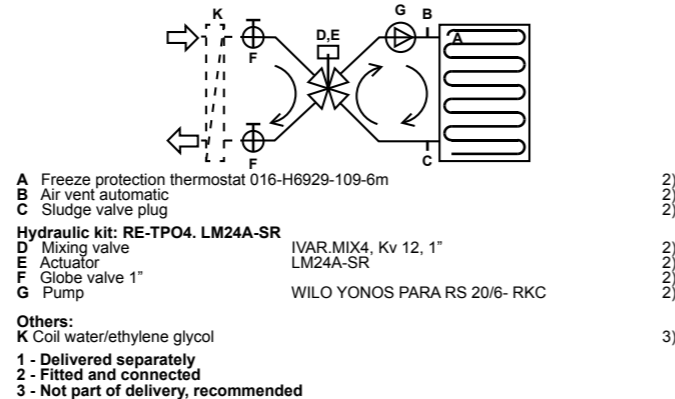 K
G
B
D,E
A
F
F
C
A Freeze protection thermostat 016-H6929-109-6m 2)
B Air vent automatic 2)
C Sludge valve plug 2)
Hydraulic kit: RE-TPO4. LM24A-SR
D Mixing valve IVAR.MIX4, Kv 12, 1” 2)
E Actuator LM24A-SR 2)
F Globe valve 1” 2)
G Pump WILO YONOS PARA RS 20/6- RKC 2)
Others:
K Coil water/ethylene glycol 3)
1 - Delivered separately
2 - Fitted and connected
3 - Not part of delivery, recommended